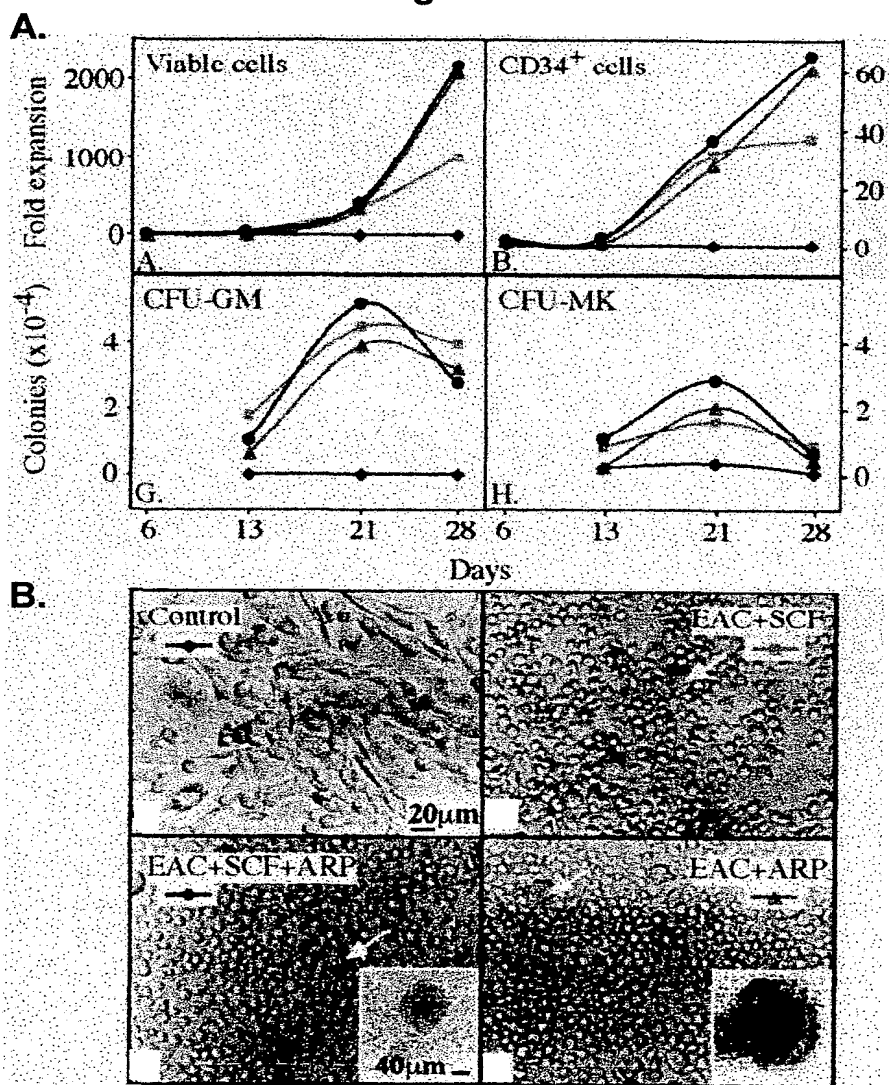 A.
Viable cells
CD34+ cells
2000
1000
0
60
40
20
0
Fold expansion
A.
B.
CFU-GM
CFU-MK
4
2
0
4
2
0
Colonies (x10-4)
G.
H.
6 13 21 28 6 13 21 28
Days
B.
Control
EAC+SCF
20μm
EAC+SCF+ARP
EAC+ARP
40μm